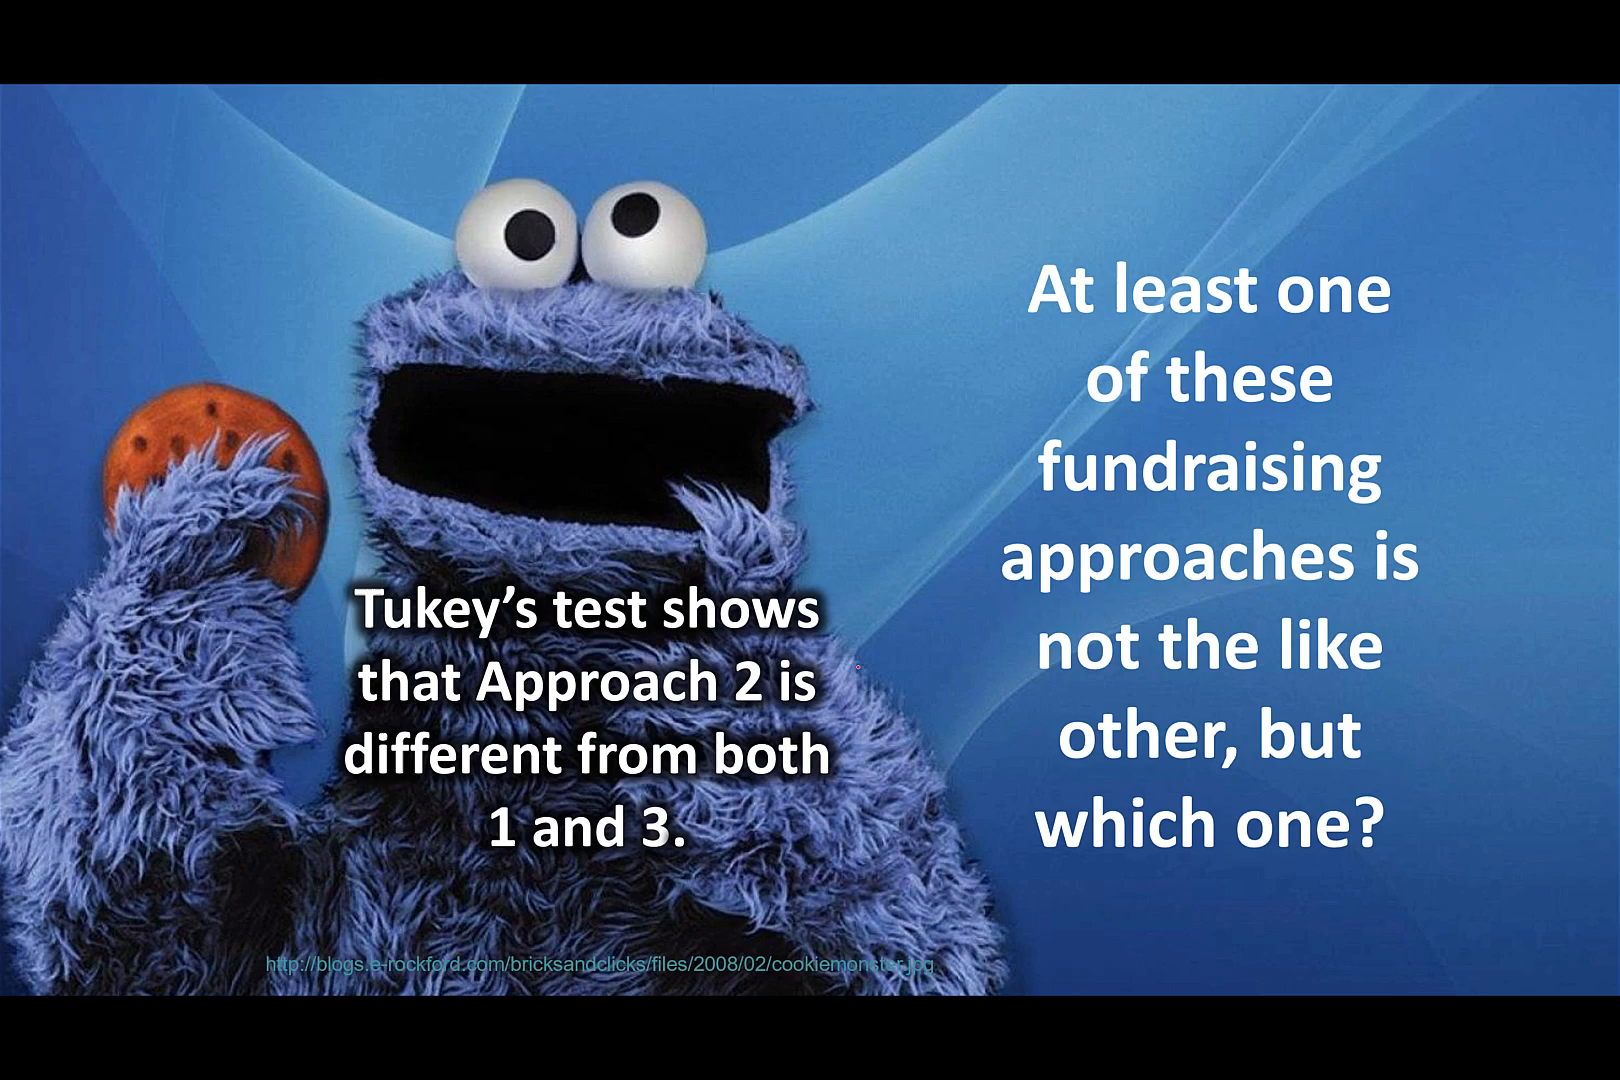 At least one
of these
fundraising
approaches is
not the like
other, but
which one?
Tukey’s test shows
that Approach 2 is
different from both
1 and 3.
http://blogs.e-rockford.com/bricksandclicks/files/2008/02/cookiemonster.jpg